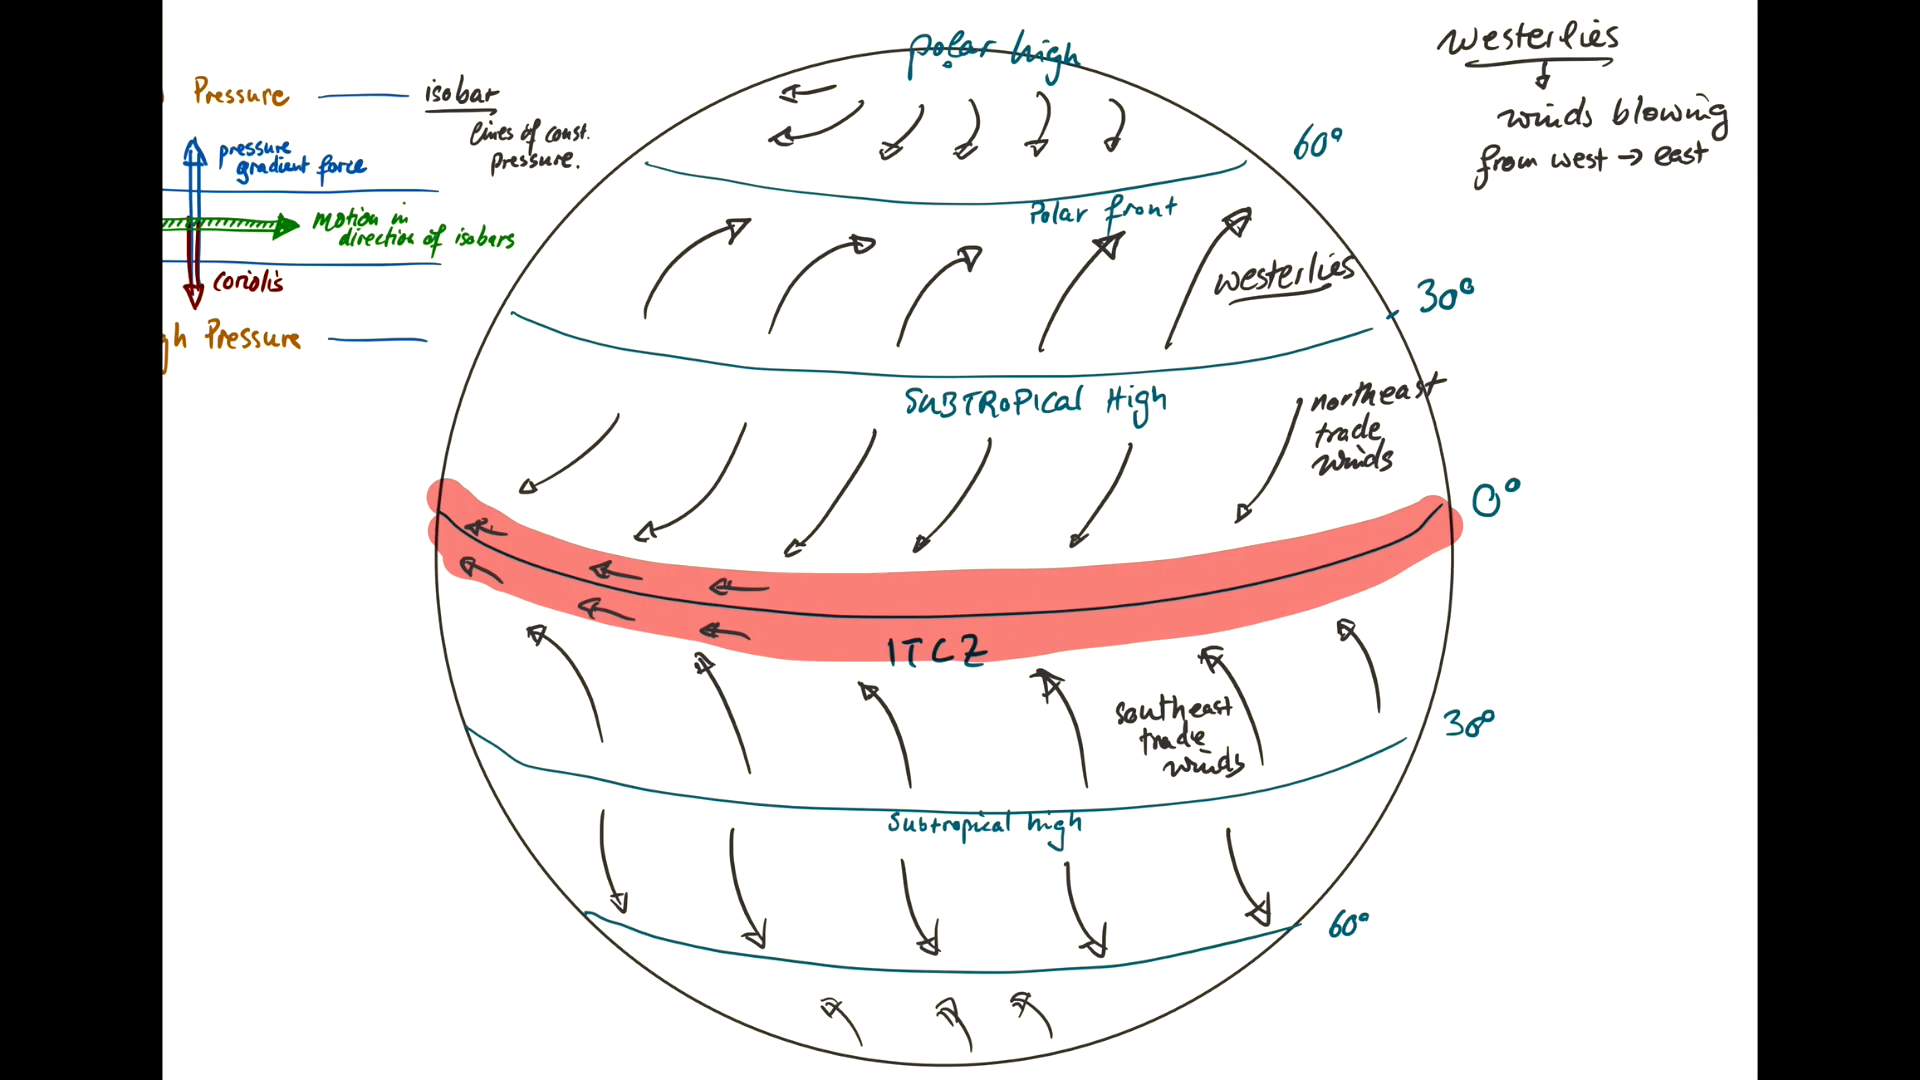 Pressure
isobar
lines of const.
pressure.
pressure
gradient force
motion in
direction of isobars
coriolis
gh Pressure
polar high
60°
Polar front
westerlies
30°
SUBTROPICAL High
northeast
trade
winds
0°
ITCZ
southeast
trade
winds
30°
Subtropical high
60°
westerlies
winds blowing
from west → east